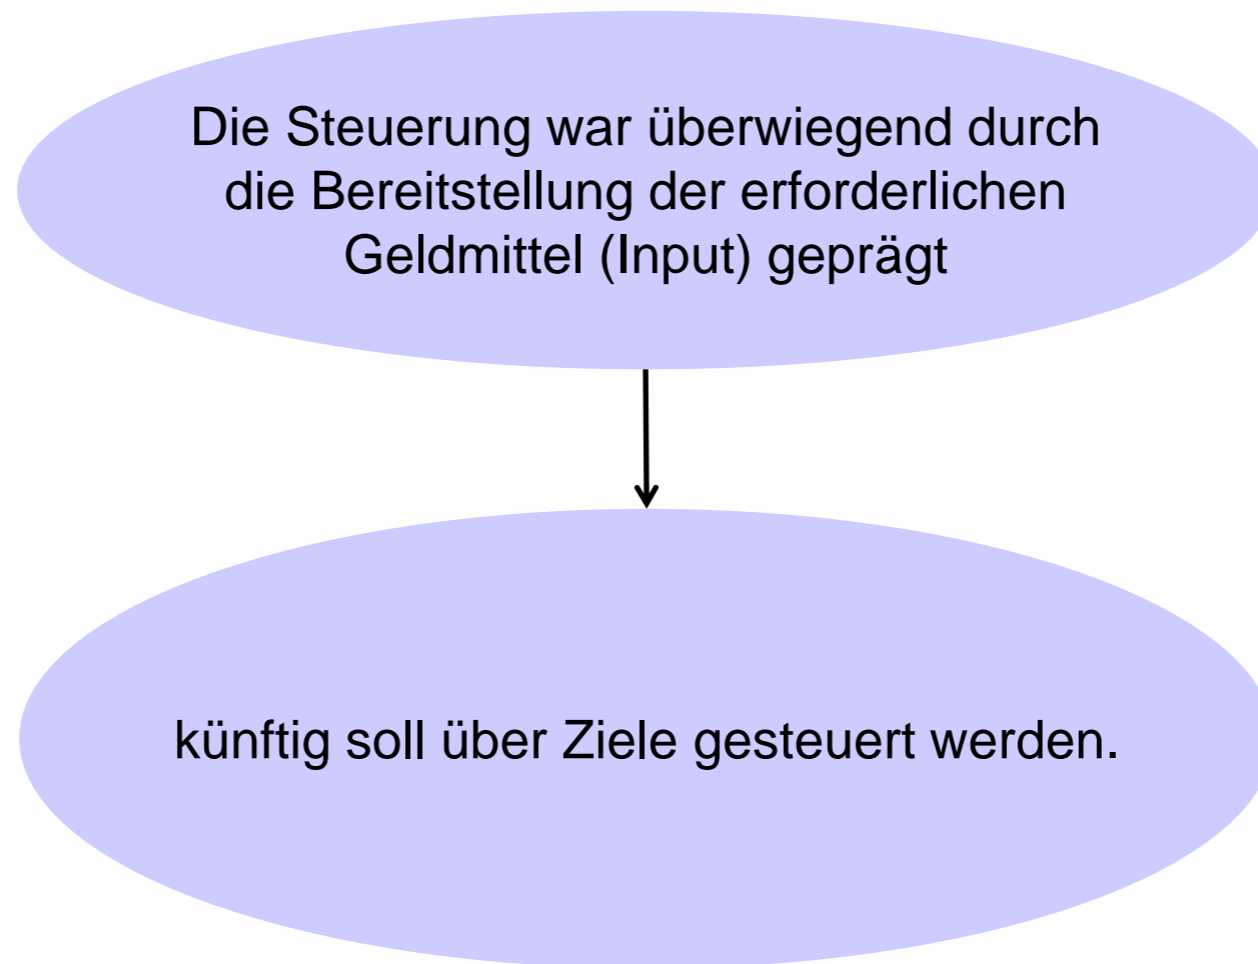 Die Steuerung war überwiegend durch
die Bereitstellung der erforderlichen
Geldmittel (Input) geprägt
künftig soll über Ziele gesteuert werden.